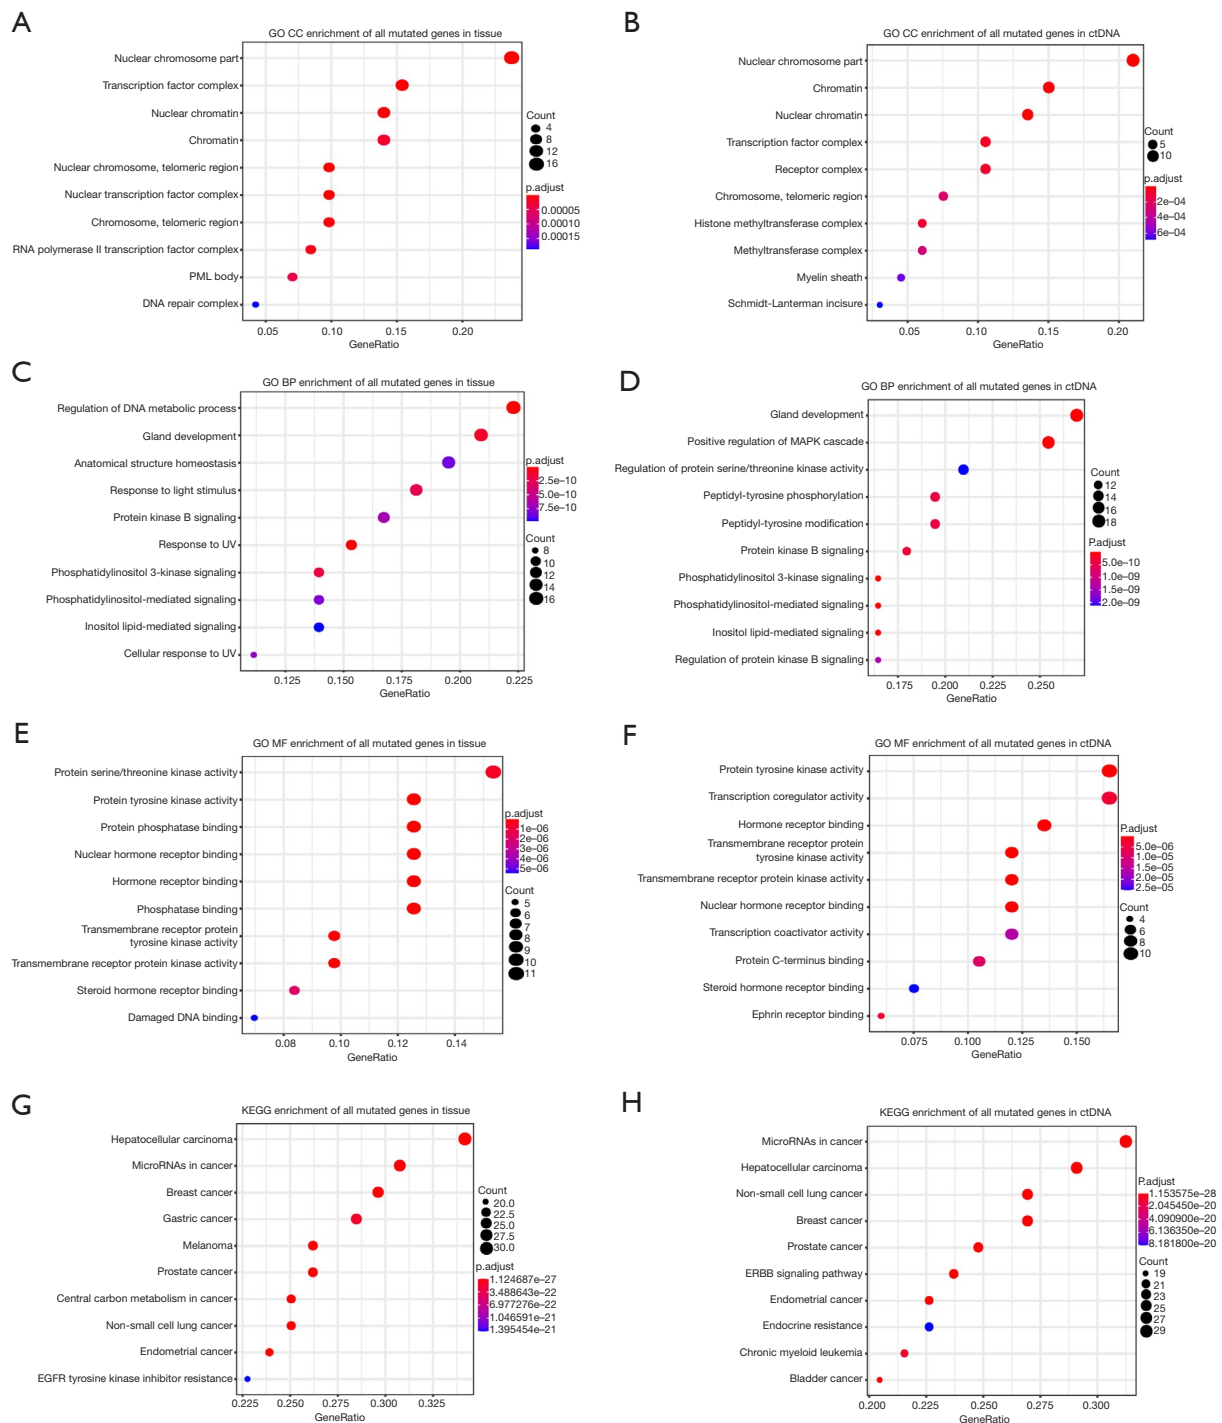 A
GO CC enrichment of all mutated genes in tissue
Nuclear chromosome part
Transcription factor complex
Nuclear chromatin
Chromatin
Nuclear chromosome, telomeric region
Nuclear transcription factor complex
Chromosome, telomeric region
RNA polymerase II transcription factor complex
PML body
DNA repair complex
0.05 0.10 0.15 0.20
GeneRatio
Count
4
8
12
16
p.adjust
0.00005
0.00010
0.00015
B
GO CC enrichment of all mutated genes in ctDNA
Nuclear chromosome part
Chromatin
Nuclear chromatin
Transcription factor complex
Receptor complex
Chromosome, telomeric region
Histone methyltransferase complex
Methyltransferase complex
Myelin sheath
Schmidt-Lanterman incisure
0.05 0.10 0.15 0.20
GeneRatio
Count
5
10
p.adjust
2e–04
4e–04
6e–04
C
GO BP enrichment of all mutated genes in tissue
Regulation of DNA metabolic process
Gland development
Anatomical structure homeostasis
Response to light stimulus
Protein kinase B signaling
Response to UV
Phosphatidylinositol 3-kinase signaling
Phosphatidylinositol-mediated signaling
Inositol lipid-mediated signaling
Cellular response to UV
0.125 0.150 0.175 0.200 0.225
GeneRatio
p.adjust
2.5e–10
5.0e–10
7.5e–10
Count
8
10
12
14
16
D
GO BP enrichment of all mutated genes in ctDNA
Gland development
Positive regulation of MAPK cascade
Regulation of protein serine/threonine kinase activity
Peptidyl-tyrosine phosphorylation
Peptidyl-tyrosine modification
Protein kinase B signaling
Phosphatidylinositol 3-kinase signaling
Phosphatidylinositol-mediated signaling
Inositol lipid-mediated signaling
Regulation of protein kinase B signaling
0.175 0.200 0.225 0.250
GeneRatio
Count
12
14
16
18
P.adjust
5.0e–10
1.0e–09
1.5e–09
2.0e–09
E
GO MF enrichment of all mutated genes in tissue
Protein serine/threonine kinase activity
Protein tyrosine kinase activity
Protein phosphatase binding
Nuclear hormone receptor binding
Hormone receptor binding
Phosphatase binding
Transmembrane receptor protein
tyrosine kinase activity
Transmembrane receptor protein kinase activity
Steroid hormone receptor binding
Damaged DNA binding
0.08 0.10 0.12 0.14
GeneRatio
p.adjust
1e–06
2e–06
3e–06
4e–06
5e–06
Count
5
6
7
8
9
10
11
F
GO MF enrichment of all mutated genes in ctDNA
Protein tyrosine kinase activity
Transcription coregulator activity
Hormone receptor binding
Transmembrane receptor protein
tyrosine kinase activity
Transmembrane receptor protein kinase activity
Nuclear hormone receptor binding
Transcription coactivator activity
Protein C-terminus binding
Steroid hormone receptor binding
Ephrin receptor binding
0.075 0.100 0.125 0.150
GeneRatio
P.adjust
5.0e–06
1.0e–05
1.5e–05
2.0e–05
2.5e–05
Count
4
6
8
10
G
KEGG enrichment of all mutated genes in tissue
Hepatocellular carcinoma
MicroRNAs in cancer
Breast cancer
Gastric cancer
Melanoma
Prostate cancer
Central carbon metabolism in cancer
Non-small cell lung cancer
Endometrial cancer
EGFR tyrosine kinase inhibitor resistance
0.225 0.250 0.275 0.300 0.325
GeneRatio
Count
20.0
22.5
25.0
27.5
30.0
p.adjust
1.124687e–27
3.488643e–22
6.977276e–22
1.046591e–21
1.395454e–21
H
KEGG enrichment of all mutated genes in ctDNA
MicroRNAs in cancer
Hepatocellular carcinoma
Non-small cell lung cancer
Breast cancer
Prostate cancer
ERBB signaling pathway
Endometrial cancer
Endocrine resistance
Chronic myeloid leukemia
Bladder cancer
0.200 0.225 0.250 0.275 0.300
GeneRatio
P.adjust
1.153575e–28
2.045450e–20
4.090900e–20
6.136350e–20
8.181800e–20
Count
19
21
23
25
27
29